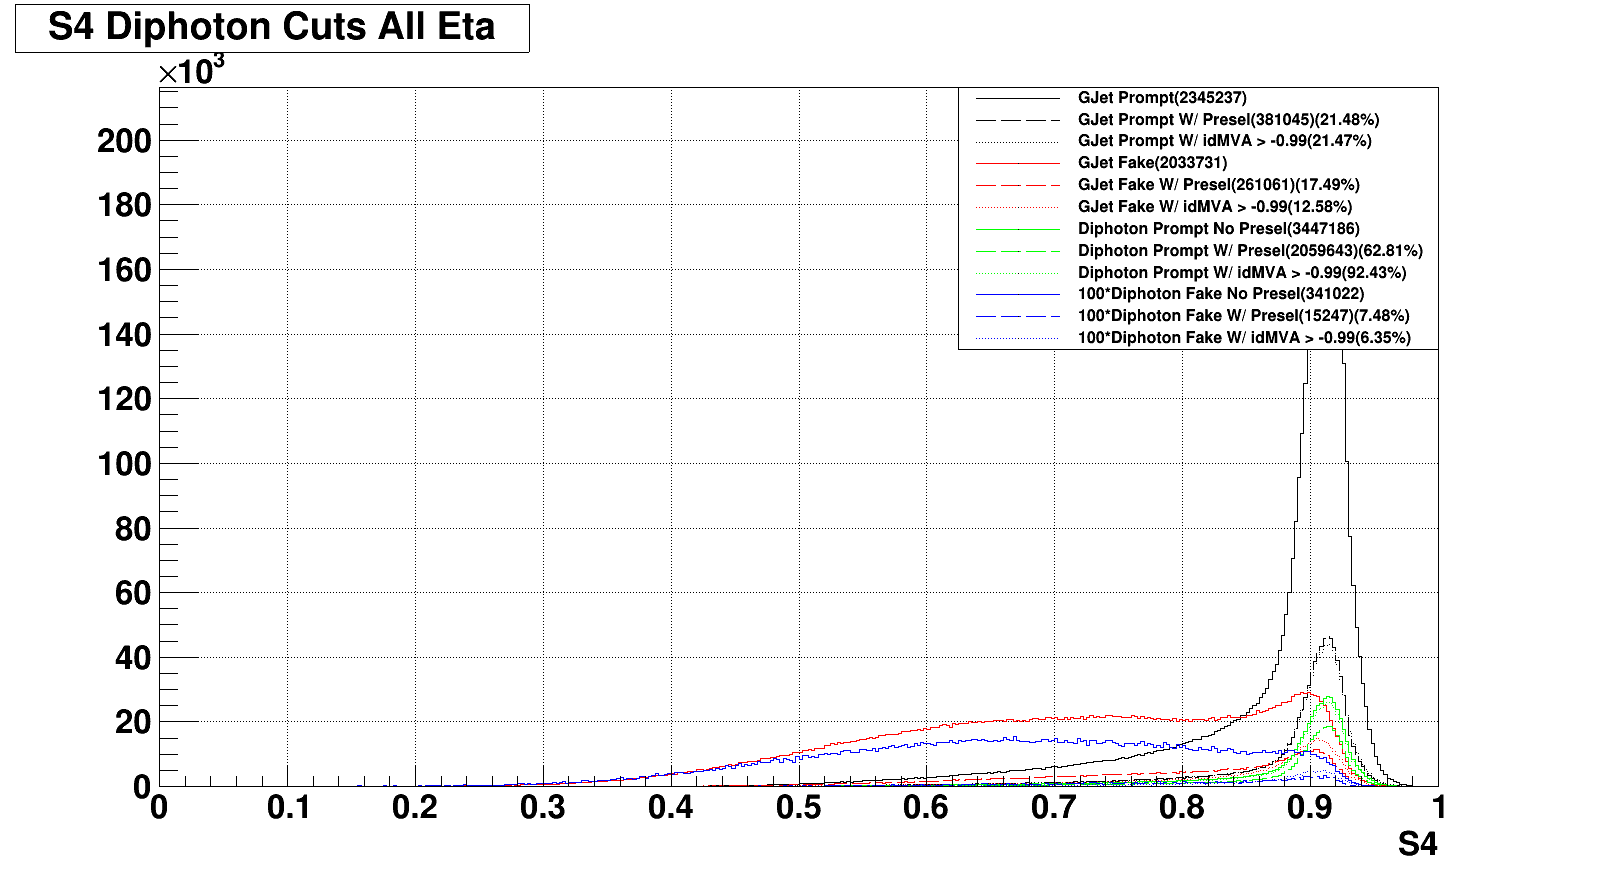 S4 Diphoton Cuts All Eta
×10³
GJet Prompt(2345237)
GJet Prompt W/ Presel(381045)(21.48%)
GJet Prompt W/ idMVA > -0.99(21.47%)
GJet Fake(2033731)
GJet Fake W/ Presel(261061)(17.49%)
GJet Fake W/ idMVA > -0.99(12.58%)
Diphoton Prompt No Presel(3447186)
Diphoton Prompt W/ Presel(2059643)(62.81%)
Diphoton Prompt W/ idMVA > -0.99(92.43%)
100*Diphoton Fake No Presel(341022)
100*Diphoton Fake W/ Presel(15247)(7.48%)
100*Diphoton Fake W/ idMVA > -0.99(6.35%)
200
180
160
140
120
100
80
60
40
20
0
0 0.1 0.2 0.3 0.4 0.5 0.6 0.7 0.8 0.9 1
S4